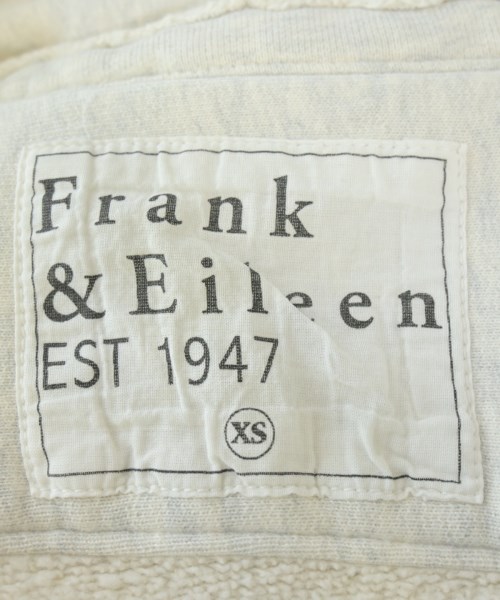 Frank
& Eileen
EST 1947
XS